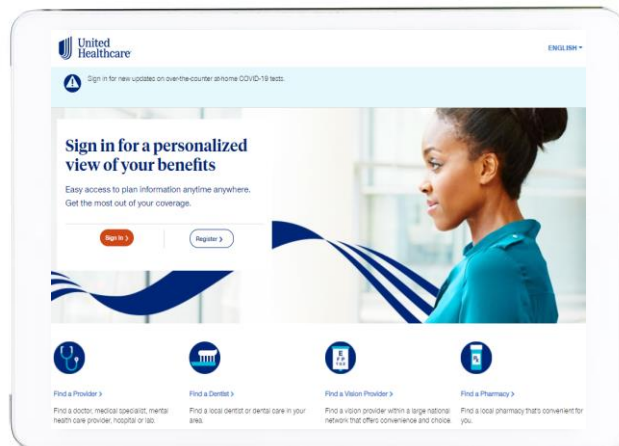 United
Healthcare
ENGLISH
Sign in for new updates on over-the-counter at-home COVID-19 tests.
Sign in for a personalized
view of your benefits
Easy access to plan information anytime anywhere.
Get the most out of your coverage.
Sign In >
Register >
E
F P
T O Z
Find a Provider >
Find a Dentist >
Find a Vision Provider >
Find a Pharmacy >
Find a doctor, medical specialist, mental
health care provider, hospital or lab.
Find a local dentist or dental care in your
area.
Find a vision provider within a large national
network that offers convenience and choice.
Find a local pharmacy that's convenient for
you.